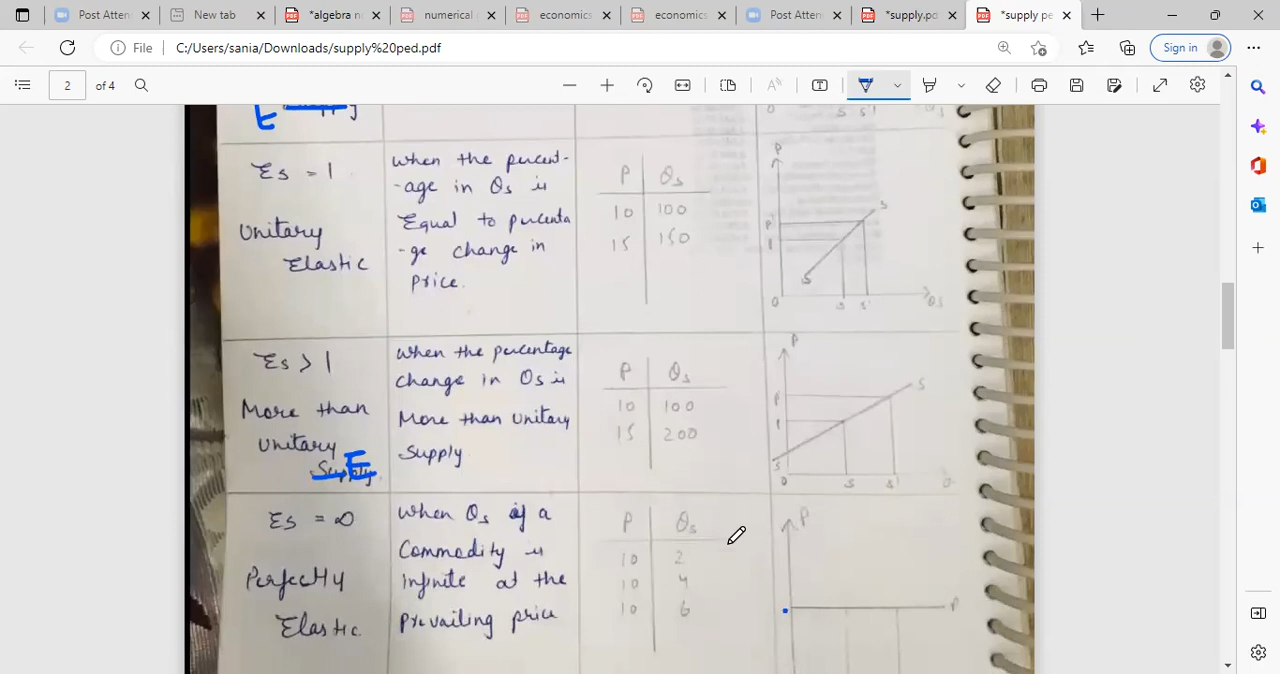 Post Atten
New tab
*algebra n
numerical
economics
economics
Post Atten
*supply.pd
*supply pe
File
C:/Users/sania/Downloads/supply%20ped.pdf
Sign in
2 of 4
E
Es = 1
Unitary
Elastic
When the percent-
-age in Qs is
Equal to percenta
-ge change in
price.
P Qs
10 100
15 150
P
P'
P
S
S
O S S' Qs
Es > 1
More than
Unitary
Supply E
When the percentage
change in Qs is
More than Unitary
Supply
P Qs
10 100
15 200
P
S
P'
P
S
O S S'
Es = ∞
Perfectly
Elastic
When Qs of a
Commodity is
infinite at the
prevailing price
P Qs
10 2
10 4
10 6
P
P